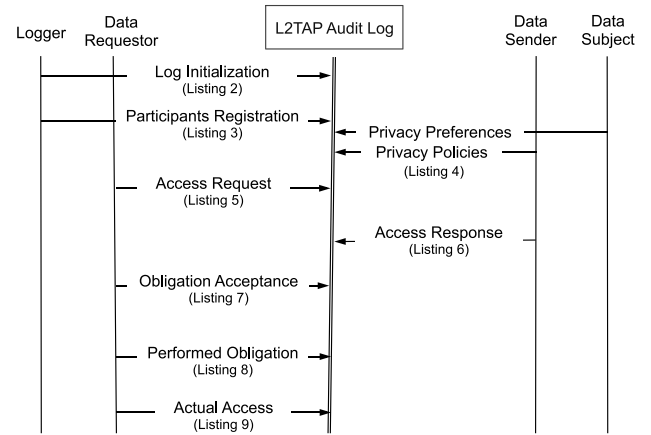 Logger
Data
Requestor
L2TAP Audit Log
Data
Sender
Data
Subject
Log Initialization
(Listing 2)
Participants Registration
(Listing 3)
Privacy Preferences
Privacy Policies
(Listing 4)
Access Request
(Listing 5)
Access Response
(Listing 6)
Obligation Acceptance
(Listing 7)
Performed Obligation
(Listing 8)
Actual Access
(Listing 9)